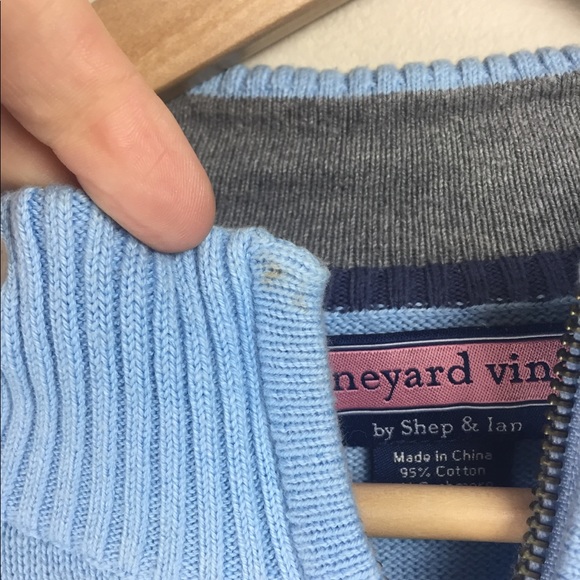 neyard vin
by Shep & Ian
Made in China
95% Cotton